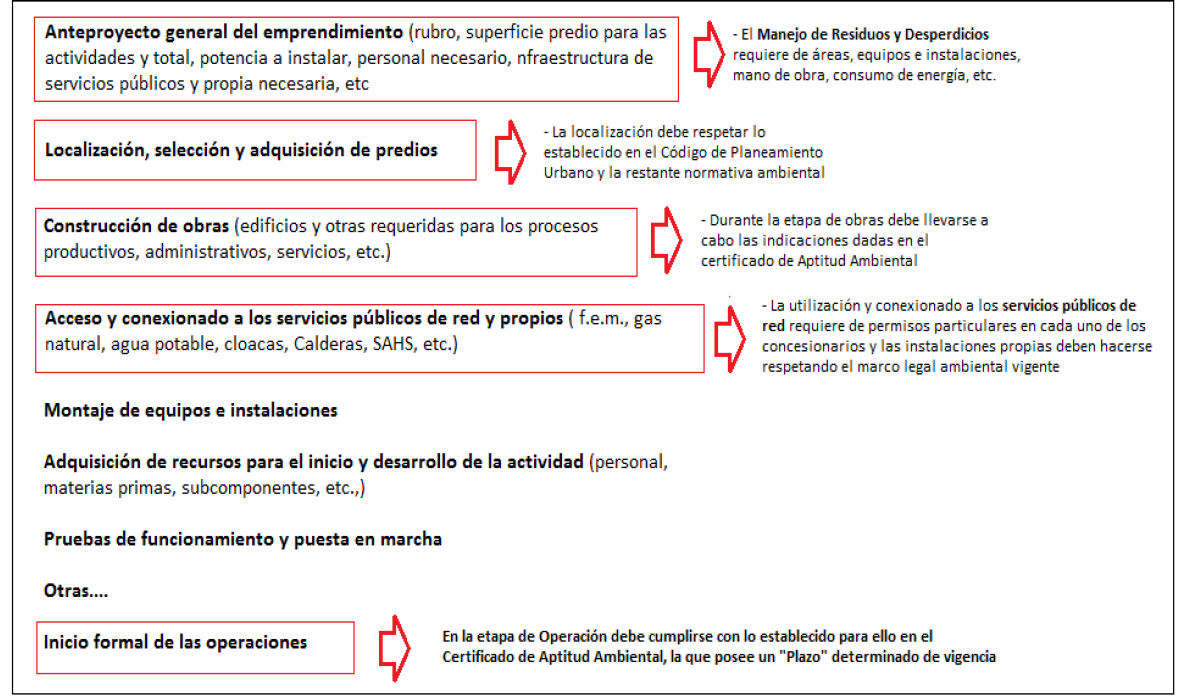 Anteproyecto general del emprendimiento (rubro, superficie predio para las
actividades y total, potencia a instalar, personal necesario, nfraestructura de
servicios públicos y propia necesaria, etc
- El Manejo de Residuos y Desperdicios
requiere de áreas, equipos e instalaciones,
mano de obra, consumo de energía, etc.
Localización, selección y adquisición de predios
- La localización debe respetar lo
establecido en el Código de Planeamiento
Urbano y la restante normativa ambiental
Construcción de obras (edificios y otras requeridas para los procesos
productivos, administrativos, servicios, etc.)
- Durante la etapa de obras debe llevarse a
cabo las indicaciones dadas en el
certificado de Aptitud Ambiental
Acceso y conexionado a los servicios públicos de red y propios ( f.e.m., gas
natural, agua potable, cloacas, Calderas, SAHS, etc.)
- La utilización y conexionado a los servicios públicos de
red requiere de permisos particulares en cada uno de los
concesionarios y las instalaciones propias deben hacerse
respetando el marco legal ambiental vigente
Montaje de equipos e instalaciones
Adquisición de recursos para el inicio y desarrollo de la actividad (personal,
materias primas, subcomponentes, etc.,)
Pruebas de funcionamiento y puesta en marcha
Otras....
Inicio formal de las operaciones
En la etapa de Operación debe cumplirse con lo establecido para ello en el
Certificado de Aptitud Ambiental, la que posee un "Plazo" determinado de vigencia